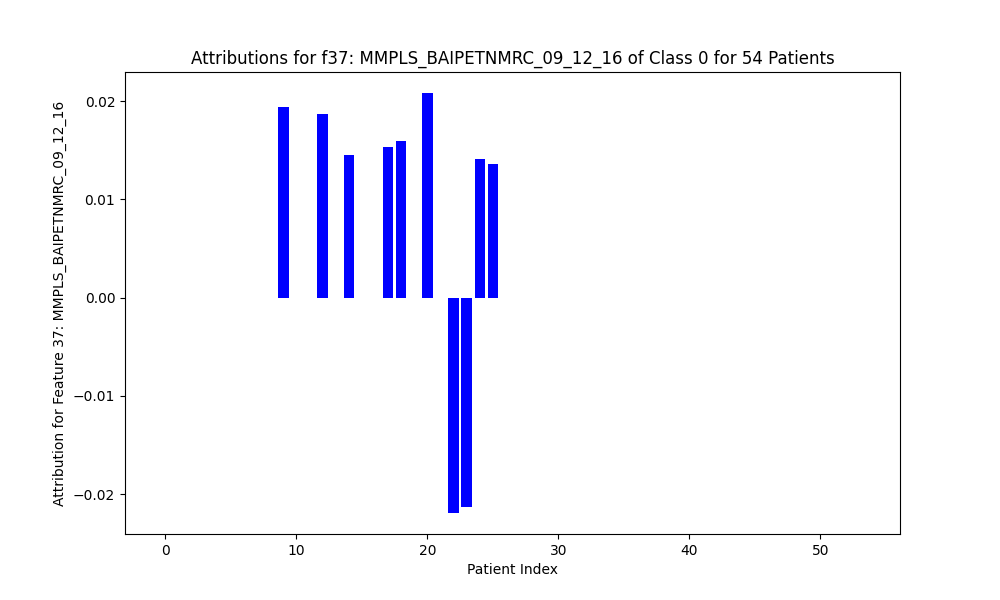 Attributions for f37: MMPLS_BAIPETNMRC_09_12_16 of Class 0 for 54 Patients
Attribution for Feature 37: MMPLS_BAIPETNMRC_09_12_16
0.02
0.01
0.00
−0.01
−0.02
0 10 20 30 40 50
Patient Index